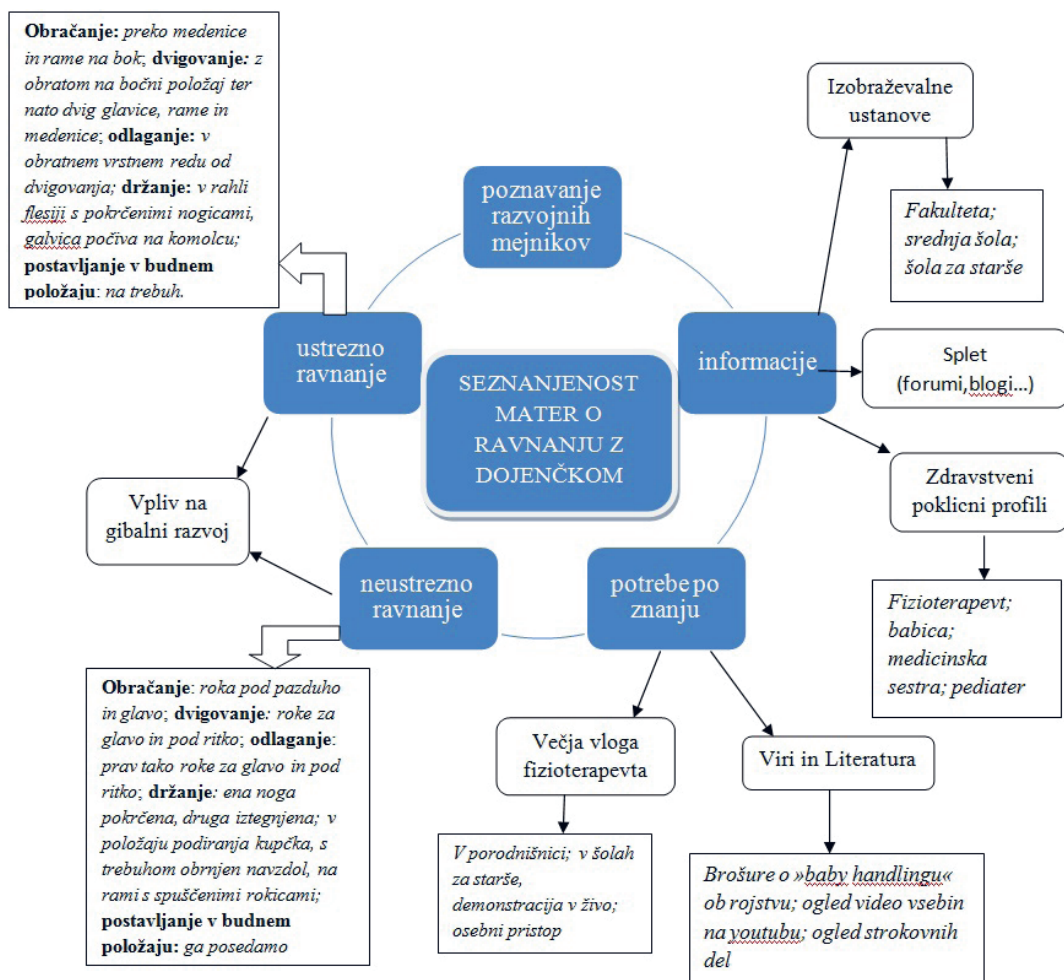 Obračanje: preko medenice
in rame na bok; dvigovanje: z
obratom na bočni položaj ter
nato dvig glavice, rame in
medenice; odlaganje: v
obratnem vrstnem redu od
dvigovanja; držanje: v rahli
flesiji s pokrčenimi nogicami,
galvica počiva na komolcu;
postavljanje v budnem
položaju: na trebuh.
poznavanje
razvojnih
mejnikov
Izobraževalne
ustanove
Fakulteta;
srednja šola;
šola za starše
ustrezno
ravnanje
SEZNANJENOST
MATER O
RAVNANJU Z
DOJENČKOM
informacije
Splet
(forumi,blogi...)
Zdravstveni
poklicni profili
Fizioterapevt;
babica;
medicinska
sestra; pediater
Vpliv na
gibalni razvoj
neustrezno
ravnanje
potrebe po
znanju
Obračanje: roka pod pazduho
in glavo; dvigovanje: roke za
glavo in pod ritko; odlaganje:
prav tako roke za glavo in pod
ritko; držanje: ena noga
pokrčena, druga iztegnjena; v
položaju podiranja kupčka, s
trebuhom obrnjen navzdol, na
rami s spuščenimi rokicami;
postavljanje v budnem
položaju: ga posedamo
Večja vloga
fizioterapevta
V porodnišnici; v šolah
za starše,
demonstracija v živo;
osebni pristop
Viri in Literatura
Brošure o »baby handlingu«
ob rojstvu; ogled video vsebin
na youtubu; ogled strokovnih
del